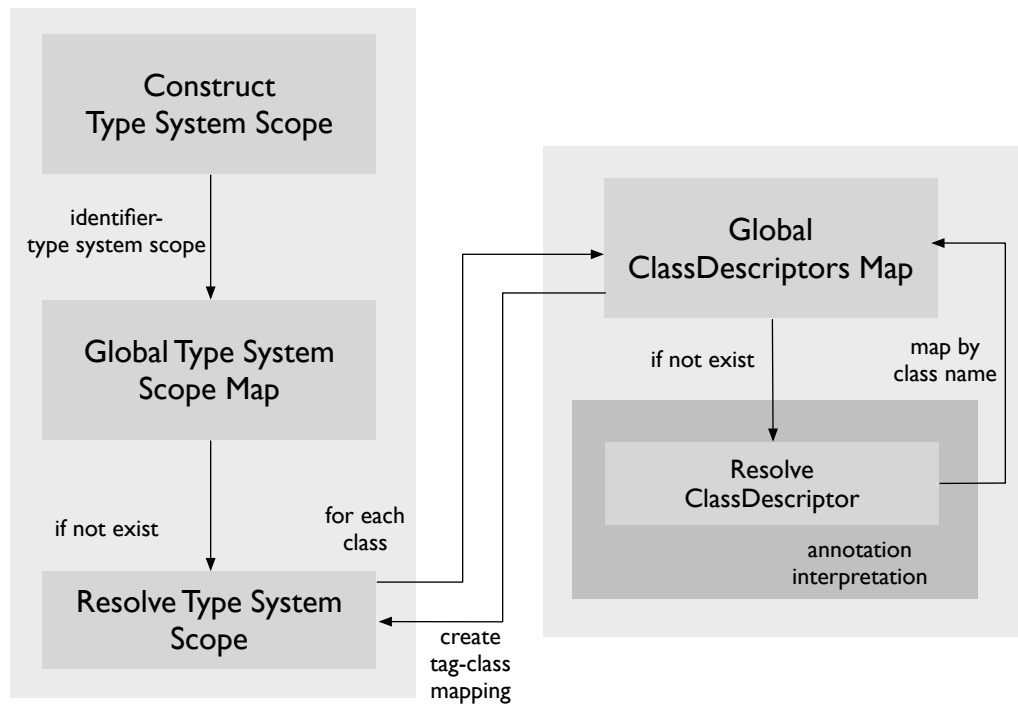 Construct
Type System Scope
identifier-
type system scope
Global Type System
Scope Map
if not exist
Resolve Type System
Scope
for each
class
create
tag-class
mapping
Global
ClassDescriptors Map
if not exist
map by
class name
Resolve
ClassDescriptor
annotation
interpretation